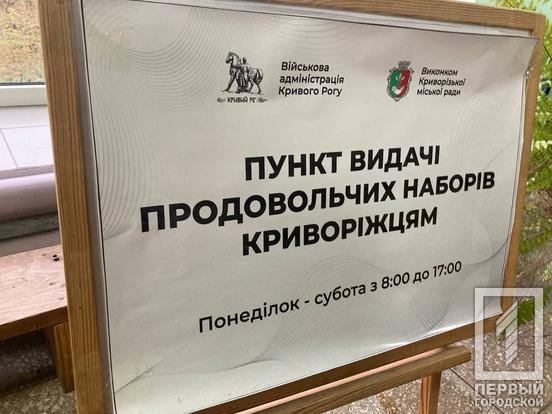 Військова
адміністрація
Кривого Рогу
КРИВИЙ РІГ
Виконком
Криворізької
міської ради
ПУНКТ ВИДАЧІ
ПРОДОВОЛЬЧИХ НАБОРІВ
КРИВОРІЖЦЯМ
Понеділок - субота з 8:00 до 17:00
ПЕРВЫЙ
ГОРОДСКОЙ